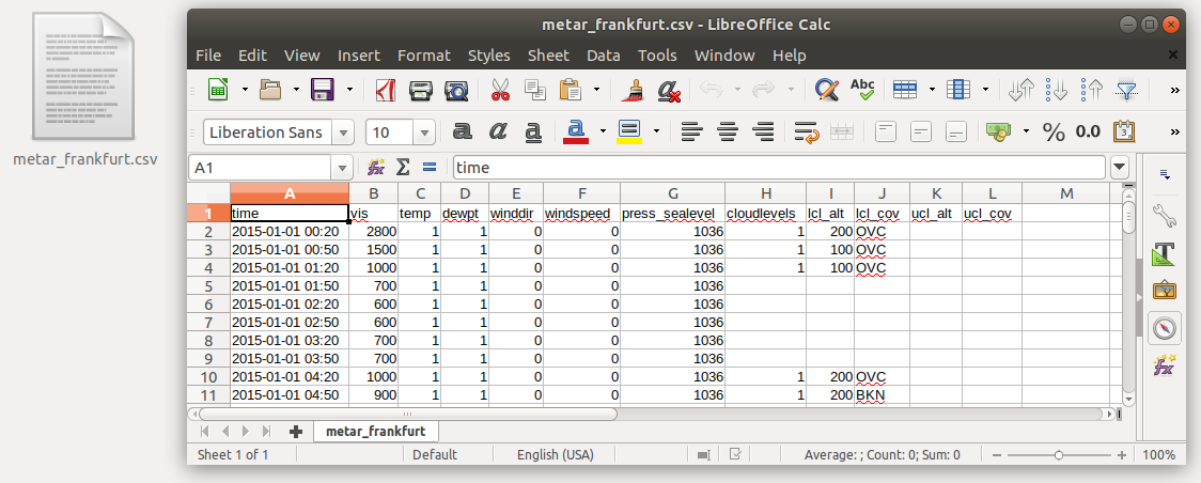 metar_frankfurt.csv - LibreOffice Calc
File Edit View Insert Format Styles Sheet Data Tools Window Help
Abc
Liberation Sans 10 a a a a % 0.0
metar_frankfurt.csv
A1 fx Σ = time
A B C D E F G H I J K L M
1 time vis temp dewpt winddir windspeed press_sealevel cloudlevels lcl_alt lcl_cov ucl_alt ucl_cov
2 2015-01-01 00:20 2800 1 1 0 0 1036 1 200 OVC
3 2015-01-01 00:50 1500 1 1 0 0 1036 1 100 OVC
4 2015-01-01 01:20 1000 1 1 0 0 1036 1 100 OVC
5 2015-01-01 01:50 700 1 1 0 0 1036
6 2015-01-01 02:20 600 1 1 0 0 1036
7 2015-01-01 02:50 600 1 1 0 0 1036
8 2015-01-01 03:20 700 1 1 0 0 1036
9 2015-01-01 03:50 700 1 1 0 0 1036
10 2015-01-01 04:20 1000 1 1 0 0 1036 1 200 OVC
11 2015-01-01 04:50 900 1 1 0 0 1036 1 200 BKN
metar_frankfurt
Sheet 1 of 1 Default English (USA) Average: ; Count: 0; Sum: 0 100%